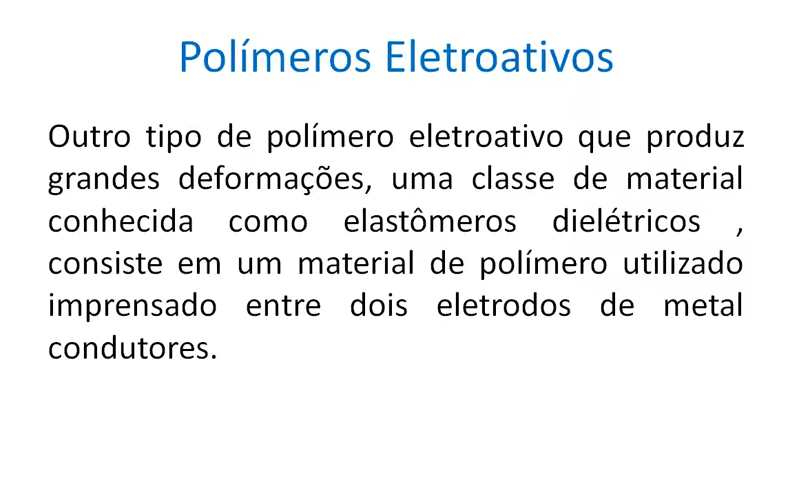 Polímeros Eletroativos
Outro tipo de polímero eletroativo que produz
grandes deformações, uma classe de material
conhecida como elastômeros dielétricos ,
consiste em um material de polímero utilizado
imprensado entre dois eletrodos de metal
condutores.